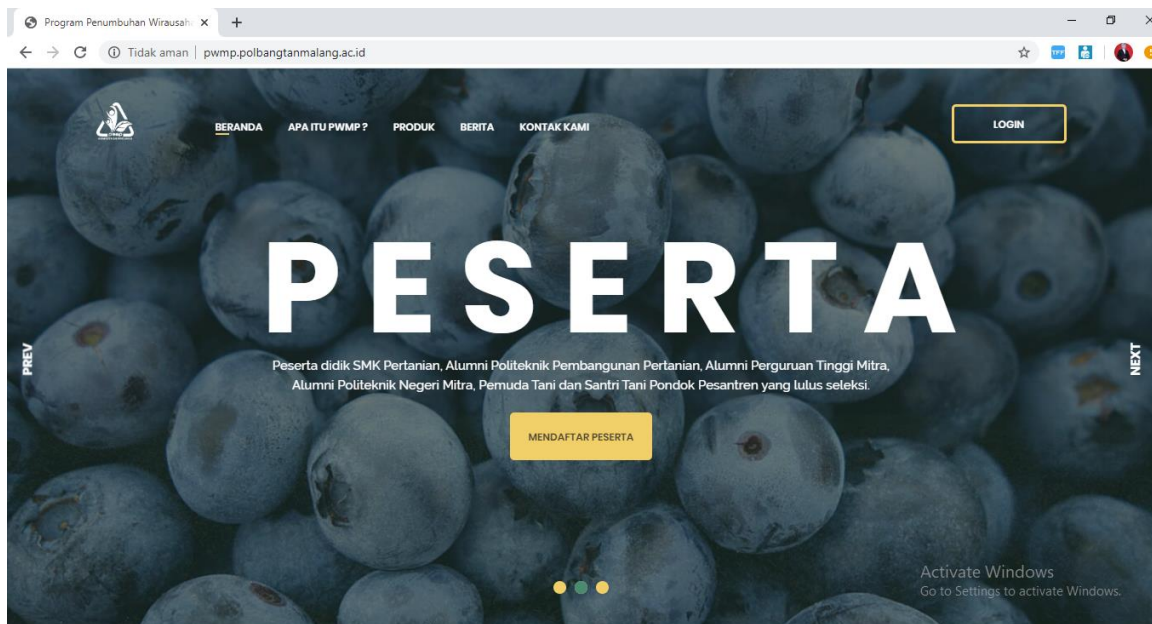 Program Penumbuhan Wirausaha
Tidak aman | pwmp.polbangtanmalang.ac.id
BERANDA APA ITU PWMP ? PRODUK BERITA KONTAK KAMI LOGIN
PESERTA
PREV
NEXT
Peserta didik SMK Pertanian, Alumni Politeknik Pembangunan Pertanian, Alumni Perguruan Tinggi Mitra,
Alumni Politeknik Negeri Mitra, Pemuda Tani dan Santri Tani Pondok Pesantren yang lulus seleksi.
MENDAFTAR PESERTA
Activate Windows
Go to Settings to activate Windows.